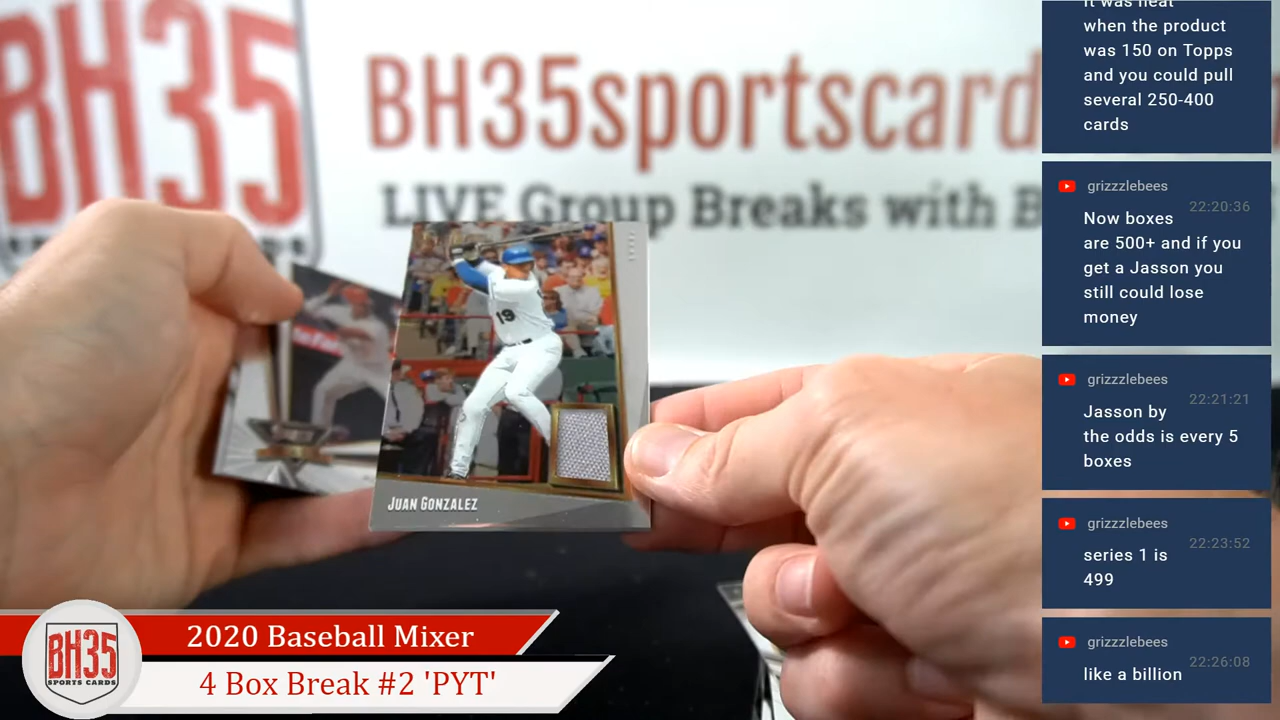 BH35
BH35sportscard
LIVE Group Breaks with B
19
JUAN GONZALEZ
2020 Baseball Mixer
4 Box Break #2 'PYT'
BH35
SPORTS CARDS
it was neat
when the product
was 150 on Topps
and you could pull
several 250-400
cards
grizzzlebees
22:20:36
Now boxes
are 500+ and if you
get a Jasson you
still could lose
money
grizzzlebees
22:21:21
Jasson by
the odds is every 5
boxes
grizzzlebees
22:23:52
series 1 is
499
grizzzlebees
22:26:08
like a billion